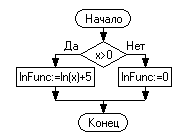 Начало
Да
x>0
Нет
lnFunc:=ln(x)+5
lnFunc:=0
Конец